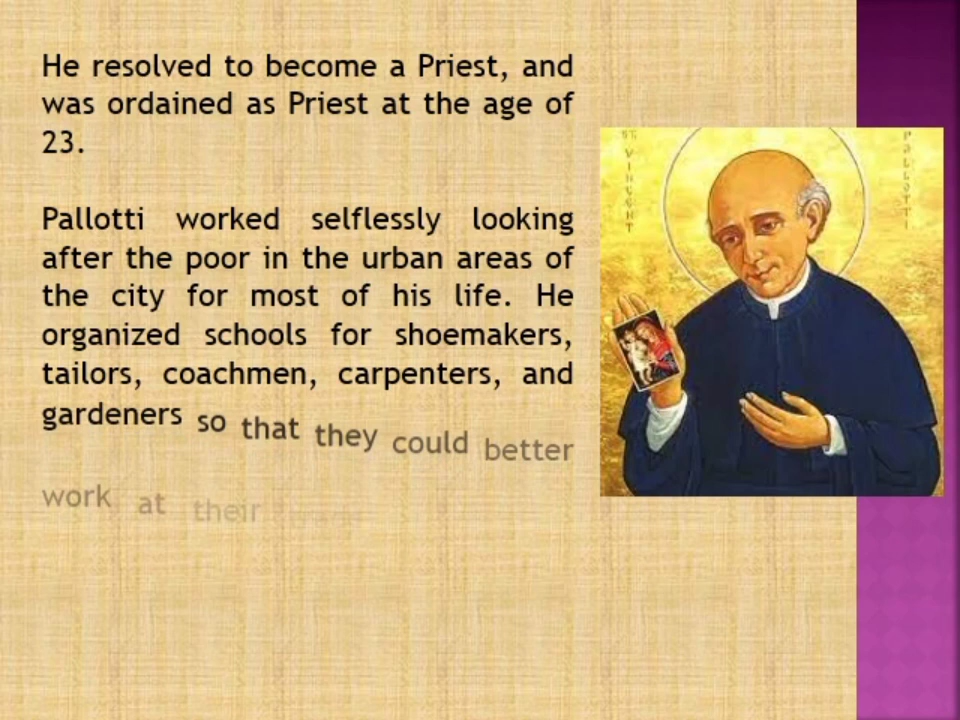 He resolved to become a Priest, and
was ordained as Priest at the age of
23.
Pallotti worked selflessly looking
after the poor in the urban areas of
the city for most of his life. He
organized schools for shoemakers,
tailors, coachmen, carpenters, and
gardeners so that they could better
work at their
ST. VINCENT
PALLOTTI